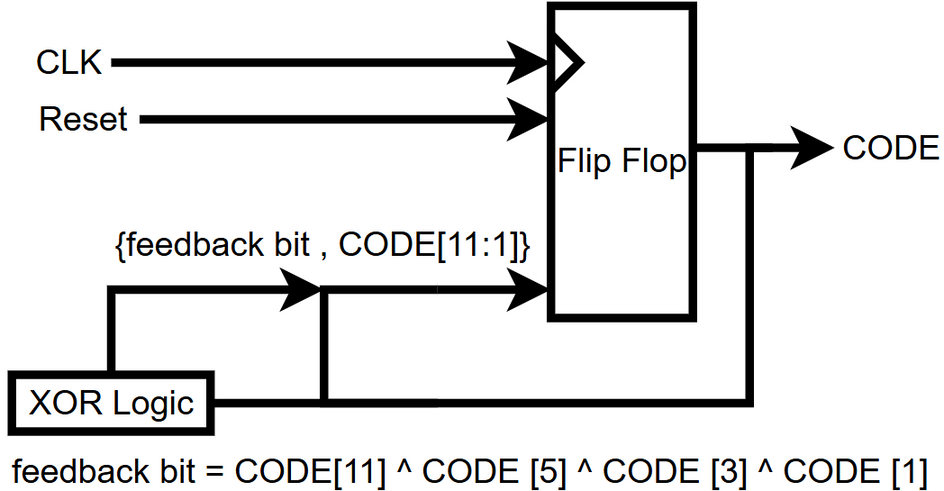 CLK
Reset
Flip Flop
CODE
{feedback bit , CODE[11:1]}
XOR Logic
feedback bit = CODE[11] ^ CODE [5] ^ CODE [3] ^ CODE [1]